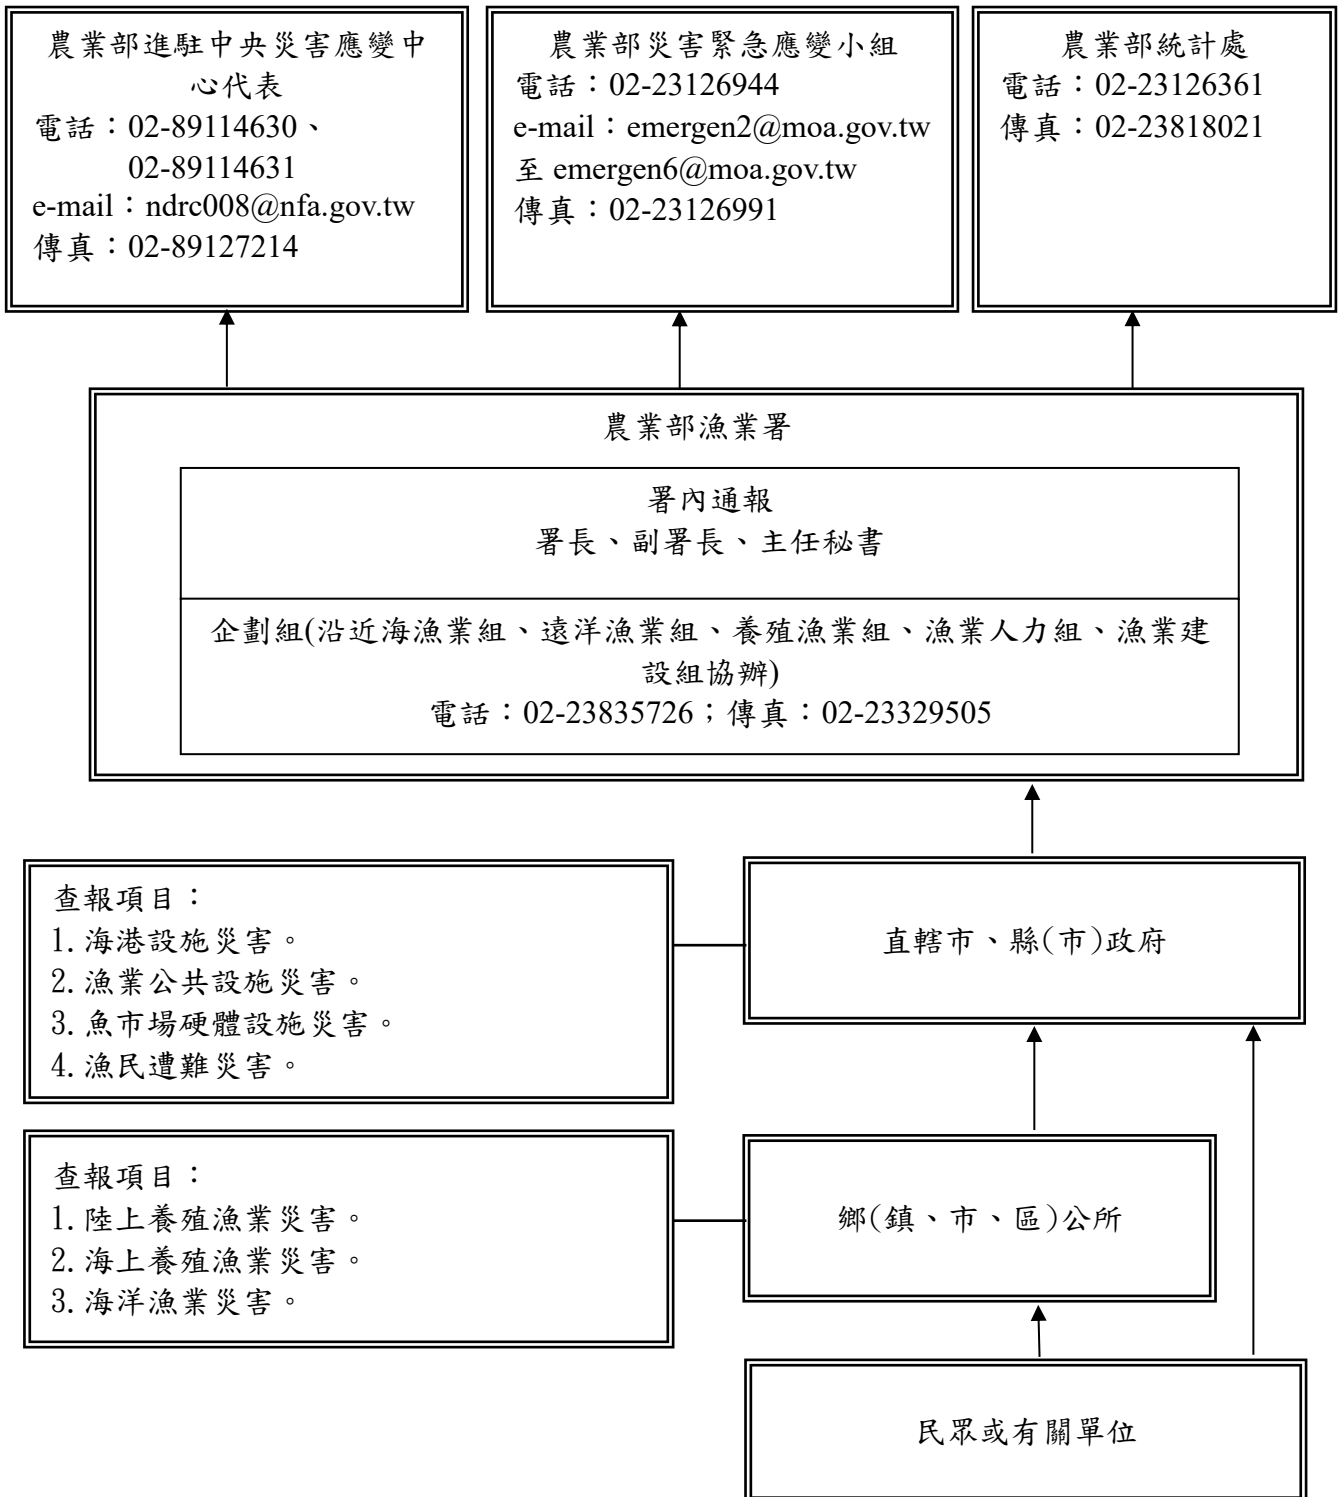 農業部進駐中央災害應變中
心代表
電話：02-89114630、
02-89114631
e-mail：ndrc008@nfa.gov.tw
傳真：02-89127214
農業部災害緊急應變小組
電話：02-23126944
e-mail：emergen2@moa.gov.tw
至 emergen6@moa.gov.tw
傳真：02-23126991
農業部統計處
電話：02-23126361
傳真：02-23818021
農業部漁業署
署內通報
署長、副署長、主任秘書
企劃組(沿近海漁業組、遠洋漁業組、養殖漁業組、漁業人力組、漁業建
設組協辦)
電話：02-23835726；傳真：02-23329505
查報項目：
1.海港設施災害。
2.漁業公共設施災害。
3.魚市場硬體設施災害。
4.漁民遭難災害。
直轄市、縣(市)政府
查報項目：
1.陸上養殖漁業災害。
2.海上養殖漁業災害。
3.海洋漁業災害。
鄉(鎮、市、區)公所
民眾或有關單位